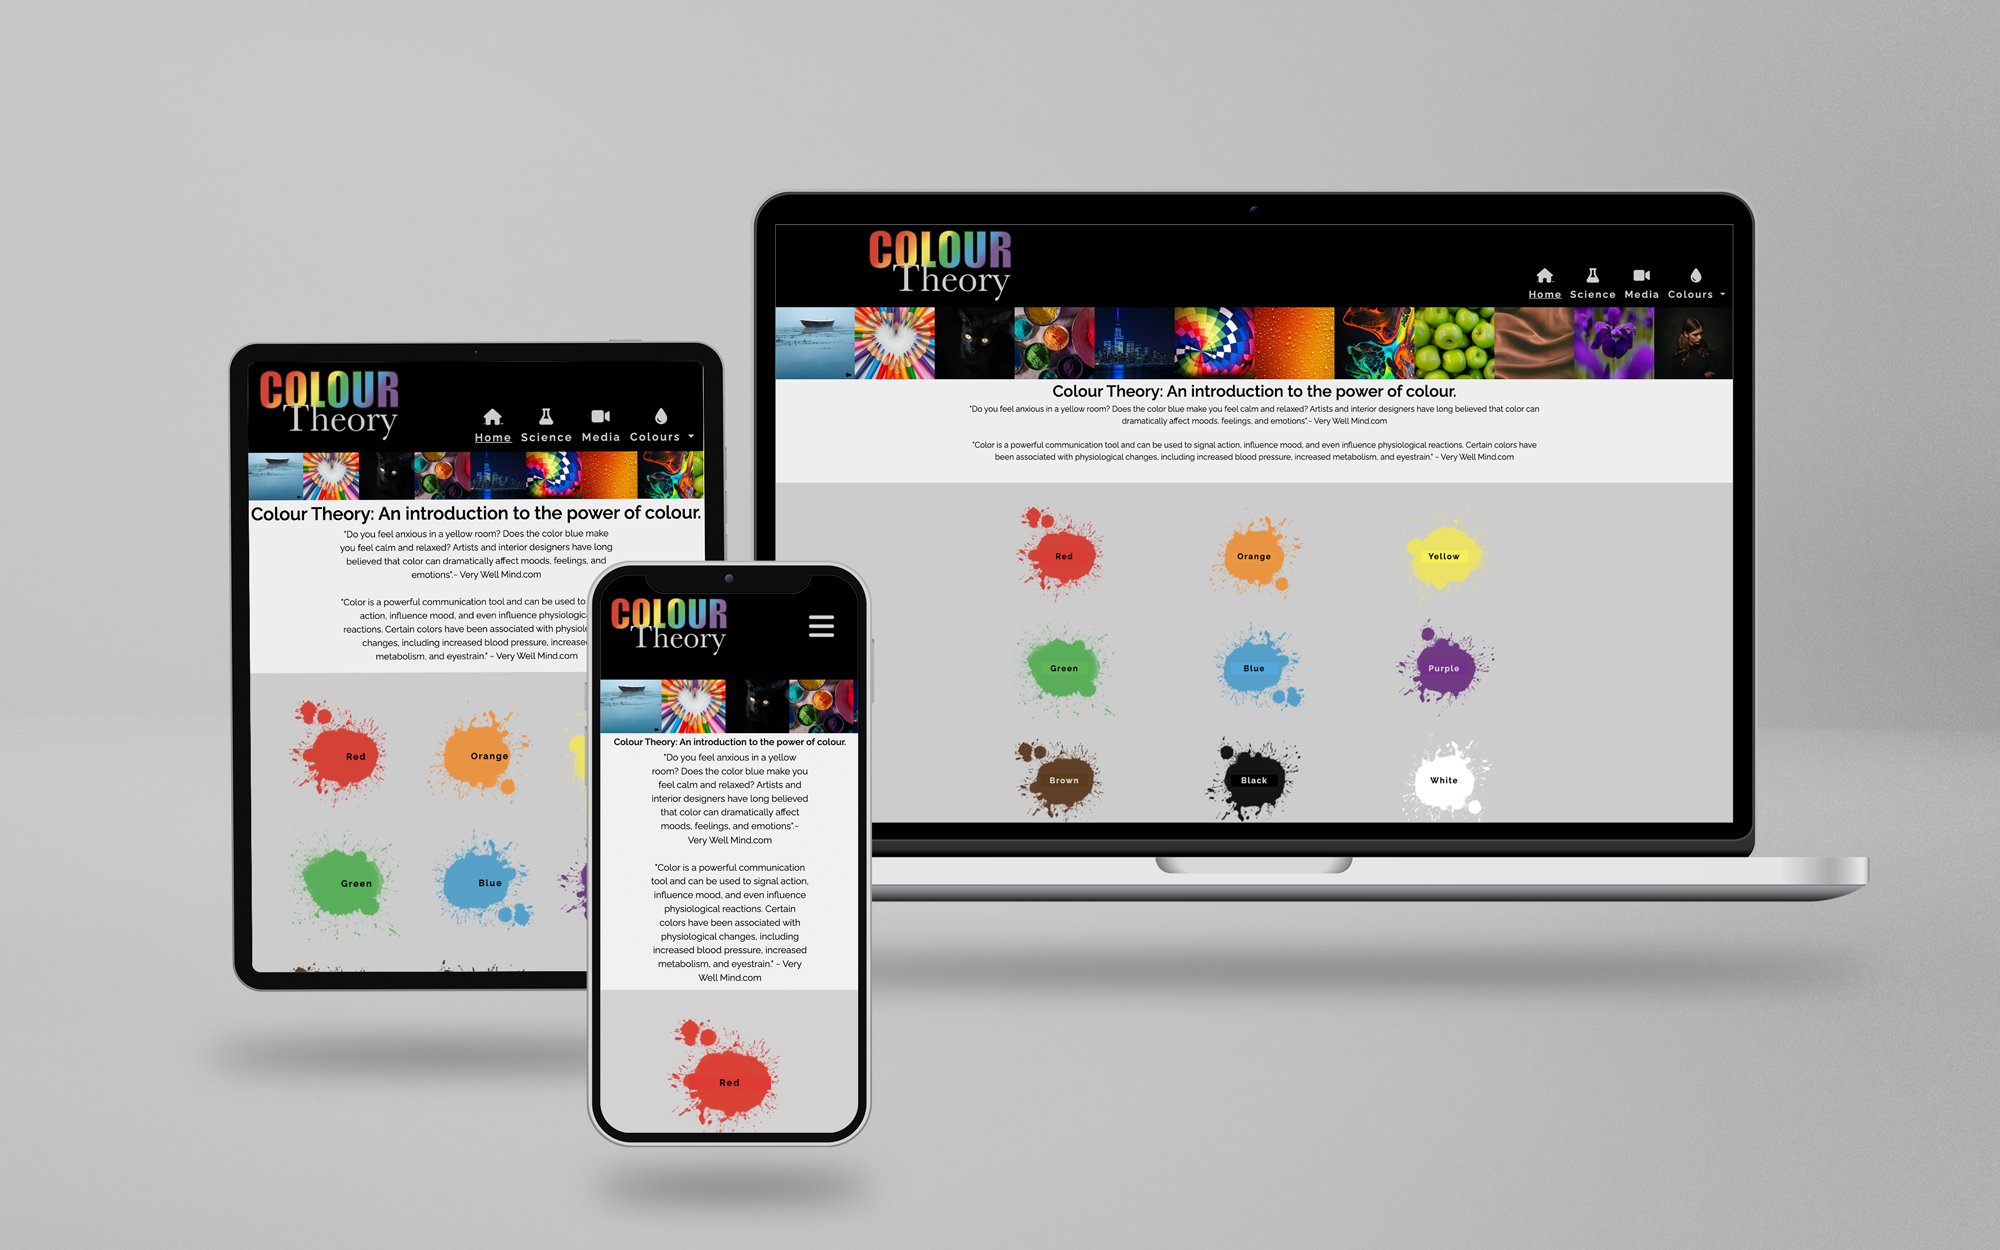 COLOUR
Theory
Home Science Media Colours
Colour Theory: An introduction to the power of colour.
"Do you feel anxious in a yellow room? Does the color blue make you feel calm and relaxed? Artists and interior designers have long believed that color can
dramatically affect moods, feelings, and emotions".- Very Well Mind.com
"Color is a powerful communication tool and can be used to signal action, influence mood, and even influence physiological reactions. Certain colors have
been associated with physiological changes, including increased blood pressure, increased metabolism, and eyestrain." - Very Well Mind.com
Red Orange Yellow
Green Blue Purple
Brown Black White
COLOUR
Theory
Home Science Media Colours
Colour Theory: An introduction to the power of colour.
"Do you feel anxious in a yellow room? Does the color blue make
you feel calm and relaxed? Artists and interior designers have long
believed that color can dramatically affect moods, feelings, and
emotions".- Very Well Mind.com
"Color is a powerful communication tool and can be used to
action, influence mood, and even influence physiologic
reactions. Certain colors have been associated with physiol
changes, including increased blood pressure, increase
metabolism, and eyestrain." - Very Well Mind.com
Red Orange
Green Blue
COLOUR
Theory
Colour Theory: An introduction to the power of colour.
"Do you feel anxious in a yellow
room? Does the color blue make you
feel calm and relaxed? Artists and
interior designers have long believed
that color can dramatically affect
moods, feelings, and emotions".-
Very Well Mind.com
"Color is a powerful communication
tool and can be used to signal action,
influence mood, and even influence
physiological reactions. Certain
colors have been associated with
physiological changes, including
increased blood pressure, increased
metabolism, and eyestrain." - Very
Well Mind.com
Red